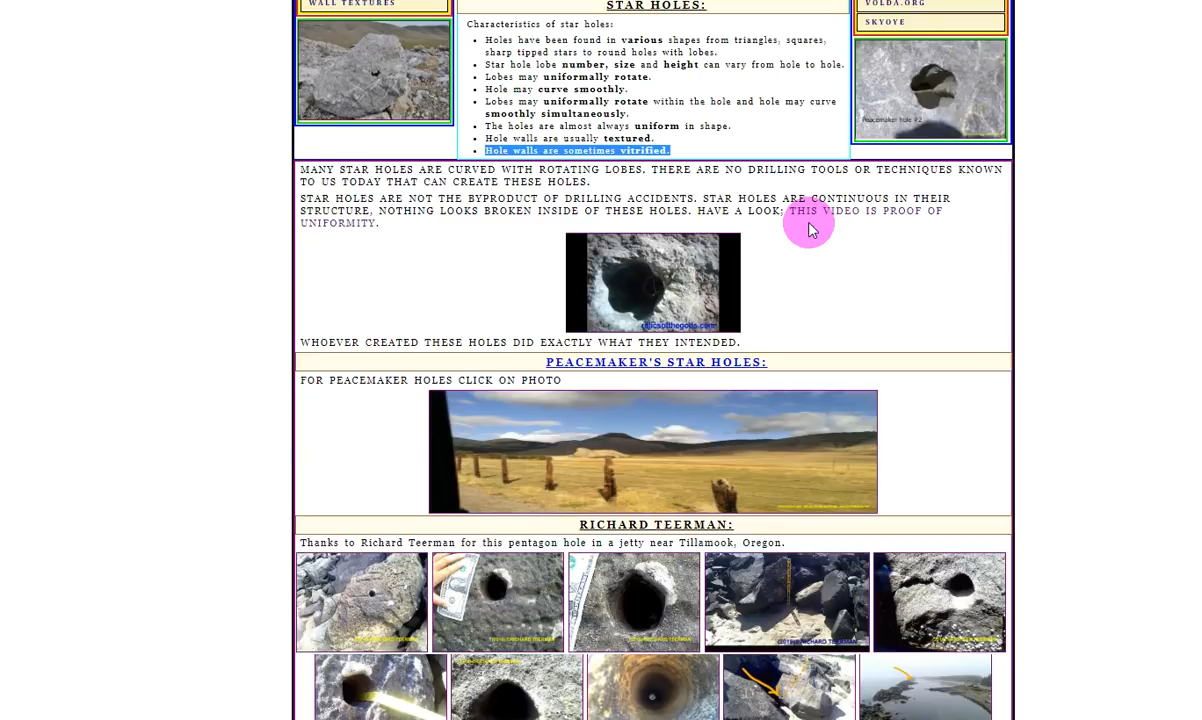 WALL TEXTURES
STAR HOLES:
VOLDA.ORG
SKYOYE
Characteristics of star holes:
Holes have been found in various shapes from triangles, squares,
sharp tipped stars to round holes with lobes.
Star hole lobe number, size and height can vary from hole to hole.
Lobes may uniformally rotate.
Hole may curve smoothly.
Lobes may uniformally rotate within the hole and hole may curve
smoothly simultaneously.
The holes are almost always uniform in shape.
Hole walls are usually textured.
Hole walls are sometimes vitrified.
Peacemaker hole #2
MANY STAR HOLES ARE CURVED WITH ROTATING LOBES. THERE ARE NO DRILLING TOOLS OR TECHNIQUES KNOWN
TO US TODAY THAT CAN CREATE THESE HOLES.
STAR HOLES ARE NOT THE BYPRODUCT OF DRILLING ACCIDENTS. STAR HOLES ARE CONTINUOUS IN THEIR
STRUCTURE, NOTHING LOOKS BROKEN INSIDE OF THESE HOLES. HAVE A LOOK; THIS VIDEO IS PROOF OF
UNIFORMITY.
relicsofthegods.com
WHOEVER CREATED THESE HOLES DID EXACTLY WHAT THEY INTENDED.
PEACEMAKER'S STAR HOLES:
FOR PEACEMAKER HOLES CLICK ON PHOTO
RICHARD TEERMAN:
Thanks to Richard Teerman for this pentagon hole in a jetty near Tillamook, Oregon.